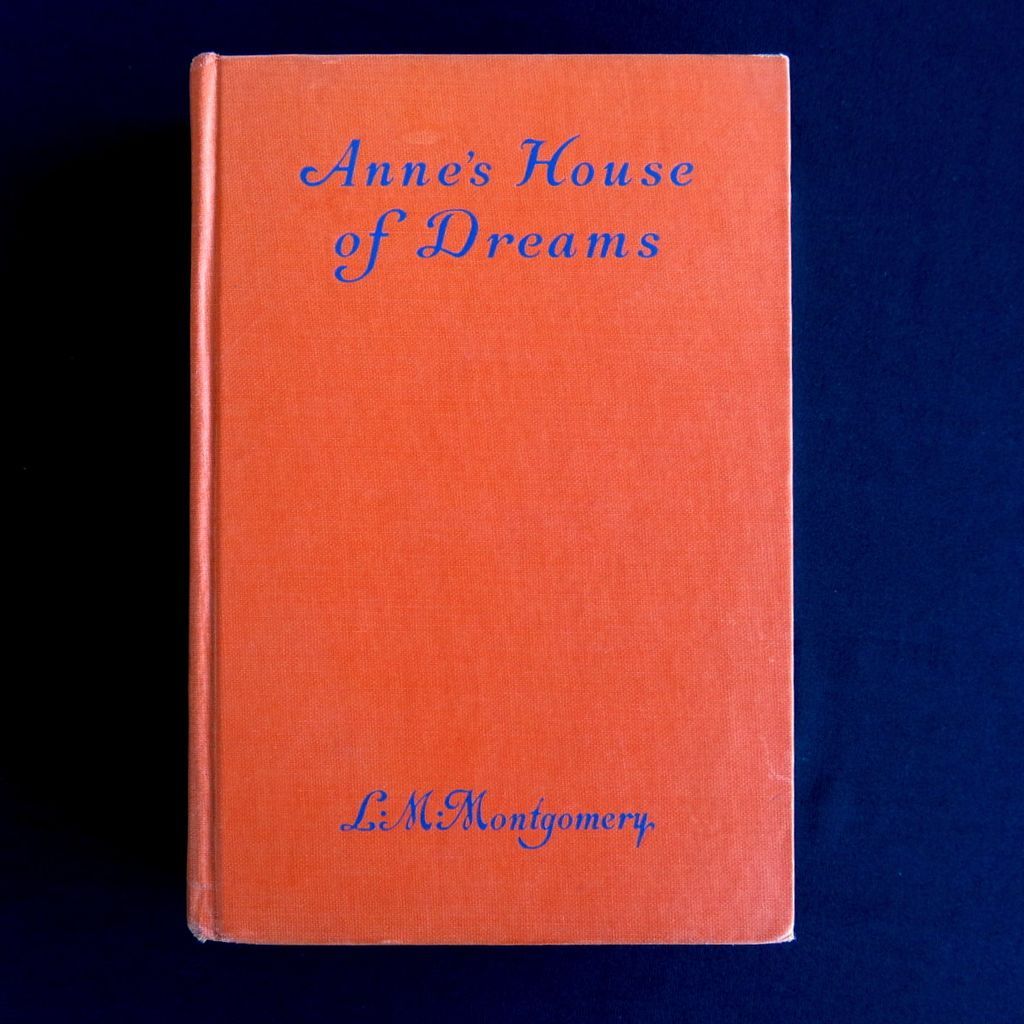 Anne's House
of Dreams
L. M. Montgomery